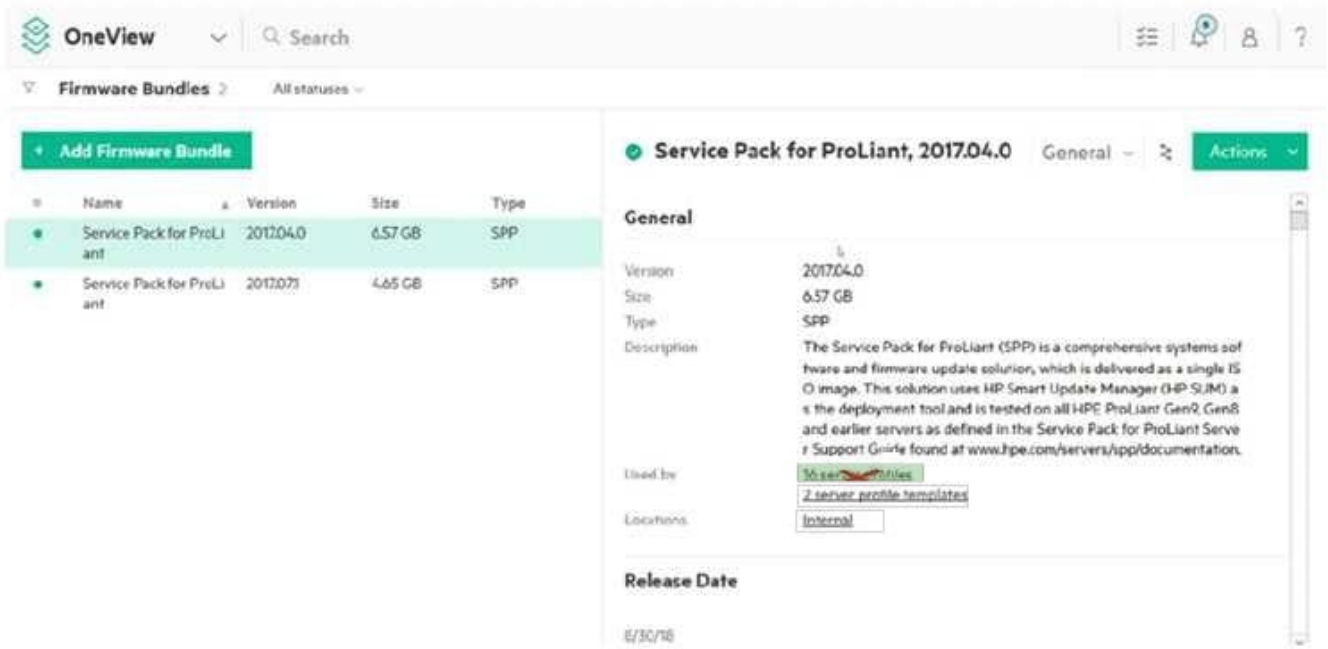 OneView
Search
?
Firmware Bundles 2
All statuses
+ Add Firmware Bundle
Name Version Size Type
Service Pack for ProLi 2017.04.0 6.57 GB SPP
ant
Service Pack for ProLi 2017.07.1 4.65 GB SPP
ant
Service Pack for ProLiant, 2017.04.0 General Actions
General
Version 2017.04.0
Size 6.57 GB
Type SPP
Description The Service Pack for ProLiant (SPP) is a comprehensive systems sof
tware and firmware update solution, which is delivered as a single IS
O image. This solution uses HP Smart Update Manager (HP SUM) a
s the deployment tool and is tested on all HPE ProLiant Gen9, Gen8
and earlier servers as defined in the Service Pack for ProLiant Serve
r Support Guide found at www.hpe.com/servers/spp/documentation.
Used by 16
2 server profile templates
Locations Internal
Release Date